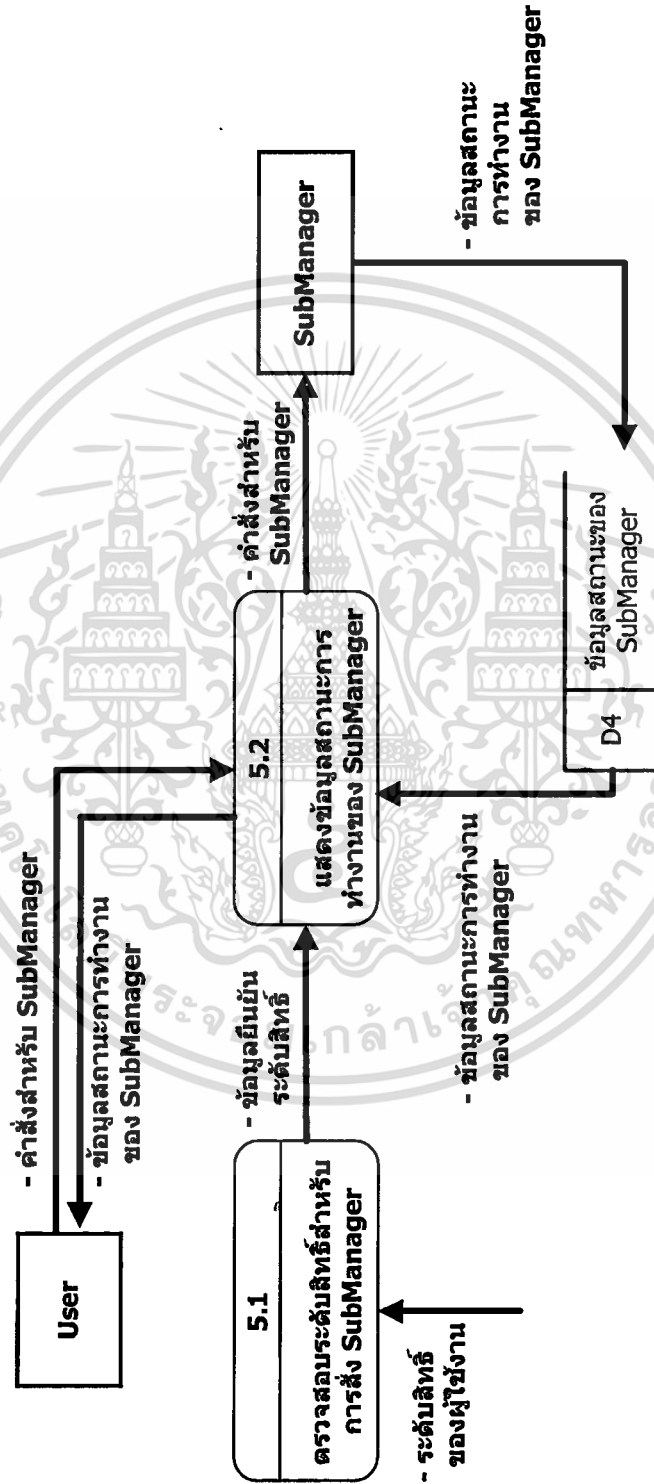 User
- คำสั่งสำหรับ SubManager
- ข้อมูลสถานะการทำงาน
ของ SubManager
5.1
ตรวจสอบระดับสิทธิ์สำหรับ
การสั่ง SubManager
- ระดับสิทธิ์
ของผู้ใช้งาน
- ข้อมูลยืนยัน
ระดับสิทธิ์
5.2
แสดงข้อมูลสถานะการ
ทำงานของ SubManager
- คำสั่งสำหรับ
SubManager
SubManager
- ข้อมูลสถานะ
การทำงาน
ของ SubManager
D4
ข้อมูลสถานะของ
SubManager
- ข้อมูลสถานะการทำงาน
ของ SubManager